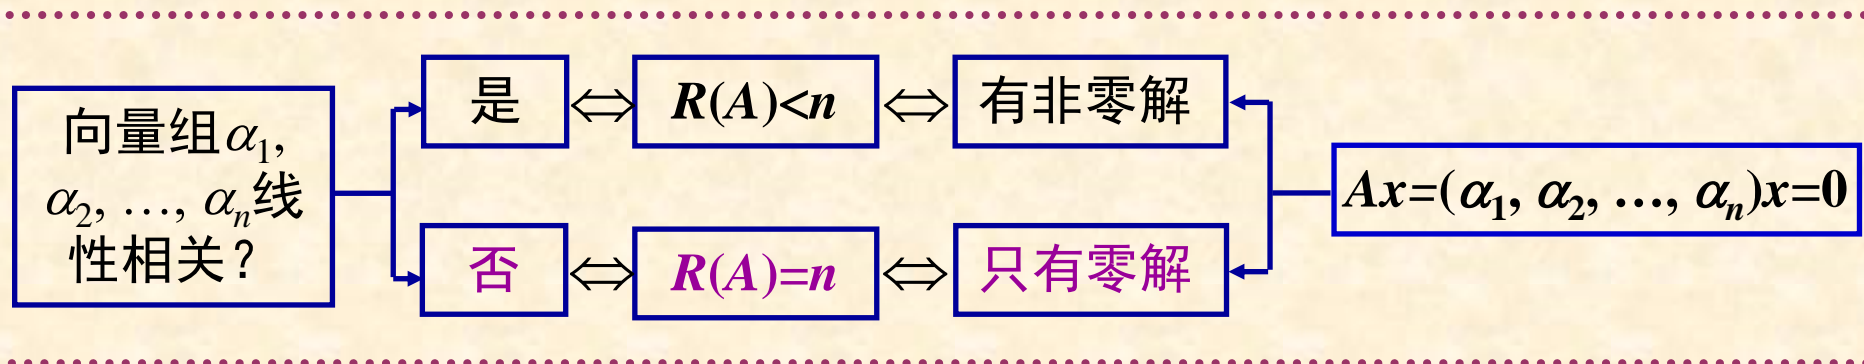 向量组α₁,
α₂, …, αₙ线
性相关？
是 ⇔ R(A)<n ⇔ 有非零解
否 ⇔ R(A)=n ⇔ 只有零解
Ax=(α₁, α₂, …, αₙ)x=0